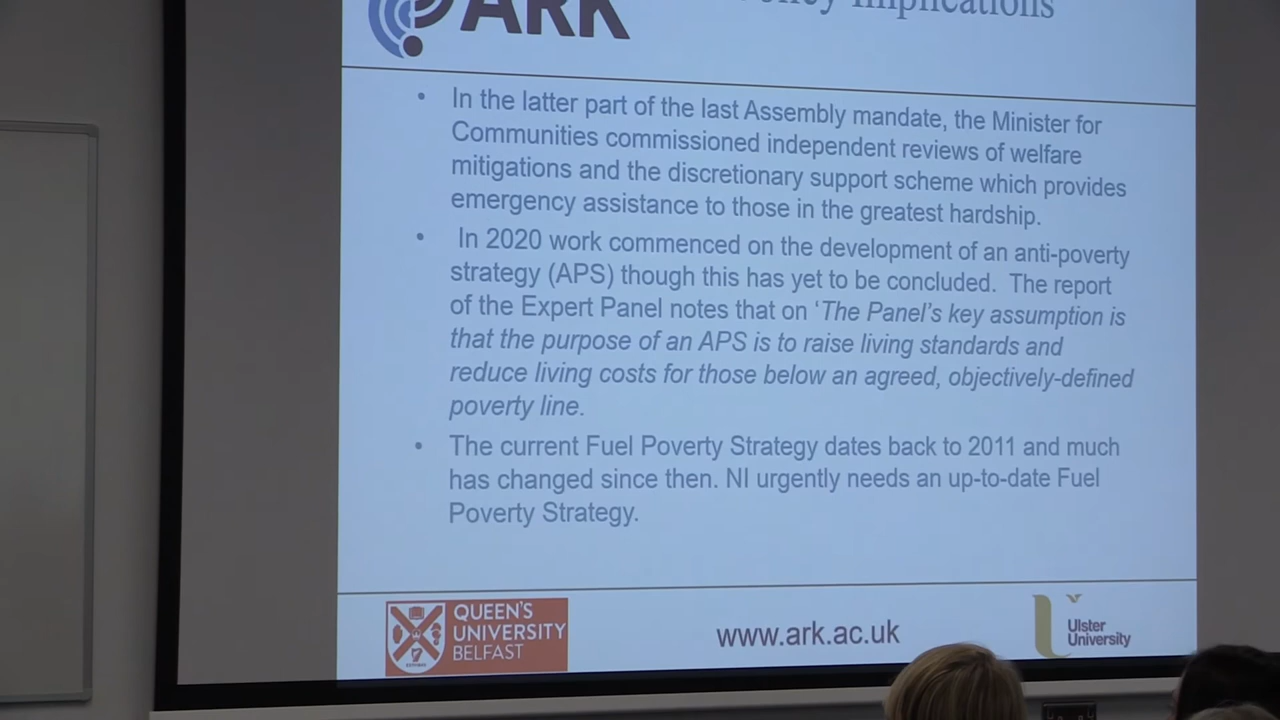 ARK
Implications
• In the latter part of the last Assembly mandate, the Minister for
Communities commissioned independent reviews of welfare
mitigations and the discretionary support scheme which provides
emergency assistance to those in the greatest hardship.
• In 2020 work commenced on the development of an anti-poverty
strategy (APS) though this has yet to be concluded. The report
of the Expert Panel notes that on ‘The Panel’s key assumption is
that the purpose of an APS is to raise living standards and
reduce living costs for those below an agreed, objectively-defined
poverty line.
• The current Fuel Poverty Strategy dates back to 2011 and much
has changed since then. NI urgently needs an up-to-date Fuel
Poverty Strategy.
QUEEN'S
UNIVERSITY
BELFAST
www.ark.ac.uk
Ulster
University